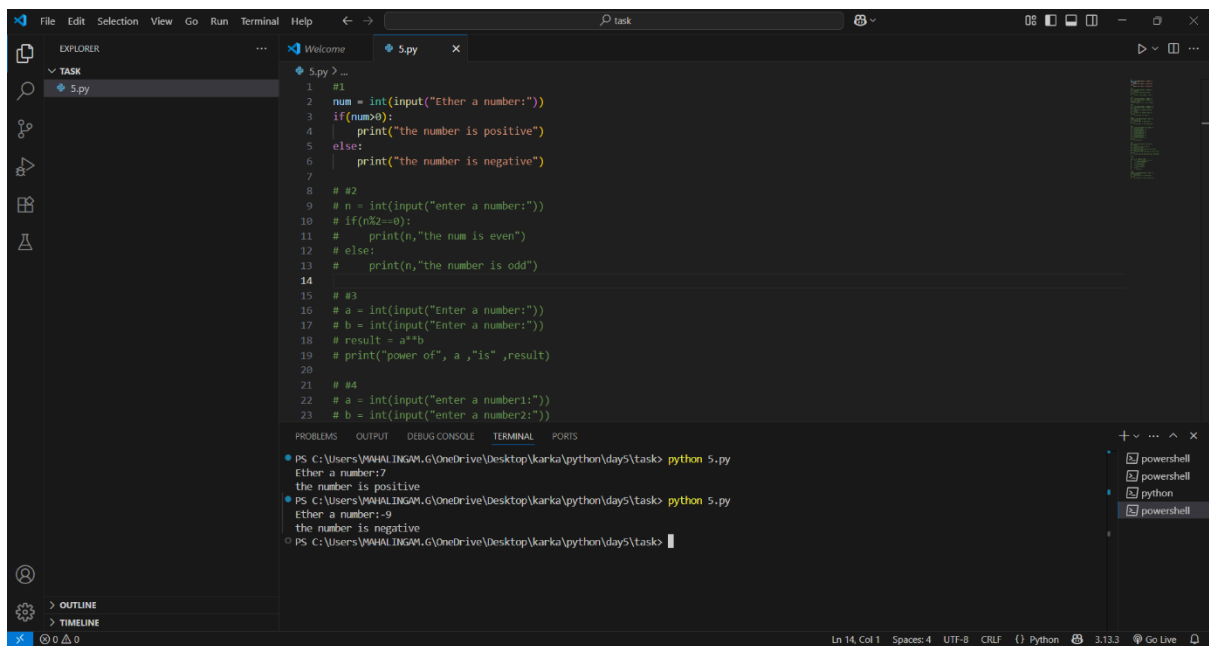 File Edit Selection View Go Run Terminal Help
task
EXPLORER
TASK
5.py
OUTLINE
TIMELINE
Welcome
5.py
5.py > ...
1 #1
2 num = int(input("Ether a number:"))
3 if(num>0):
4 print("the number is positive")
5 else:
6 print("the number is negative")
7
8 # #2
9 # n = int(input("enter a number:"))
10 # if(n%2==0):
11 # print(n,"the num is even")
12 # else:
13 # print(n,"the number is odd")
14
15 # #3
16 # a = int(input("Enter a number:"))
17 # b = int(input("Enter a number:"))
18 # result = a**b
19 # print("power of", a ,"is" ,result)
20
21 # #4
22 # a = int(input("enter a number1:"))
23 # b = int(input("enter a number2:"))
PROBLEMS OUTPUT DEBUG CONSOLE TERMINAL PORTS
PS C:\Users\MAHALINGAM.G\OneDrive\Desktop\karka\python\day5\task> python 5.py
Ether a number:7
the number is positive
PS C:\Users\MAHALINGAM.G\OneDrive\Desktop\karka\python\day5\task> python 5.py
Ether a number:-9
the number is negative
PS C:\Users\MAHALINGAM.G\OneDrive\Desktop\karka\python\day5\task>
powershell
powershell
python
powershell
0 0 Ln 14, Col 1 Spaces: 4 UTF-8 CRLF {} Python 3.13.3 Go Live